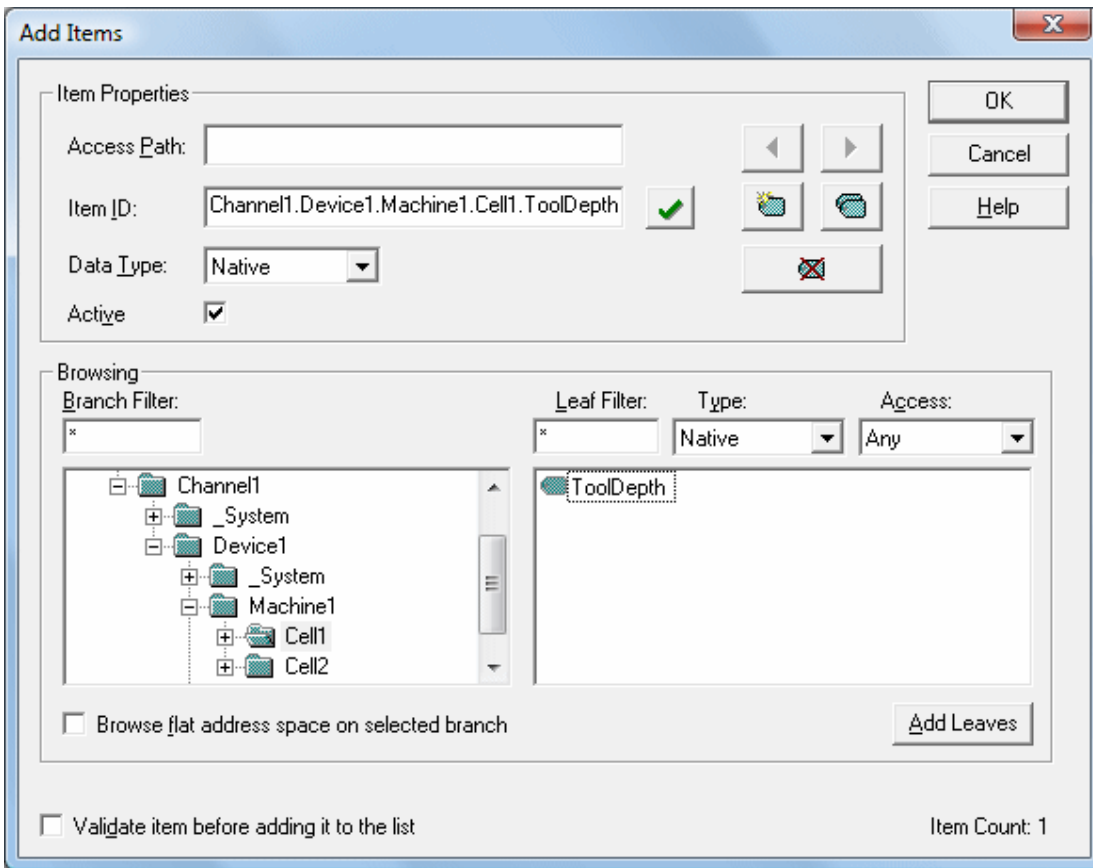 Add Items
Item Properties
OK
Access Path:
Cancel
Item ID: Channel1.Device1.Machine1.Cell1.ToolDepth
Help
Data Type: Native
Active
Browsing
Branch Filter: Leaf Filter: Type: Access:
* * Native Any
Channel1 ToolDepth
_System
Device1
_System
Machine1
Cell1
Cell2
Browse flat address space on selected branch Add Leaves
Validate item before adding it to the list Item Count: 1